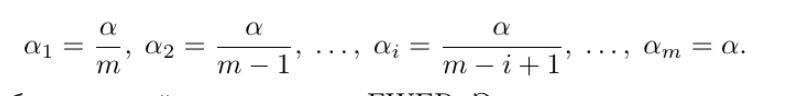 α₁ = α/m, α₂ = α/(m − 1), …, αᵢ = α/(m − i + 1), …, αₘ = α.